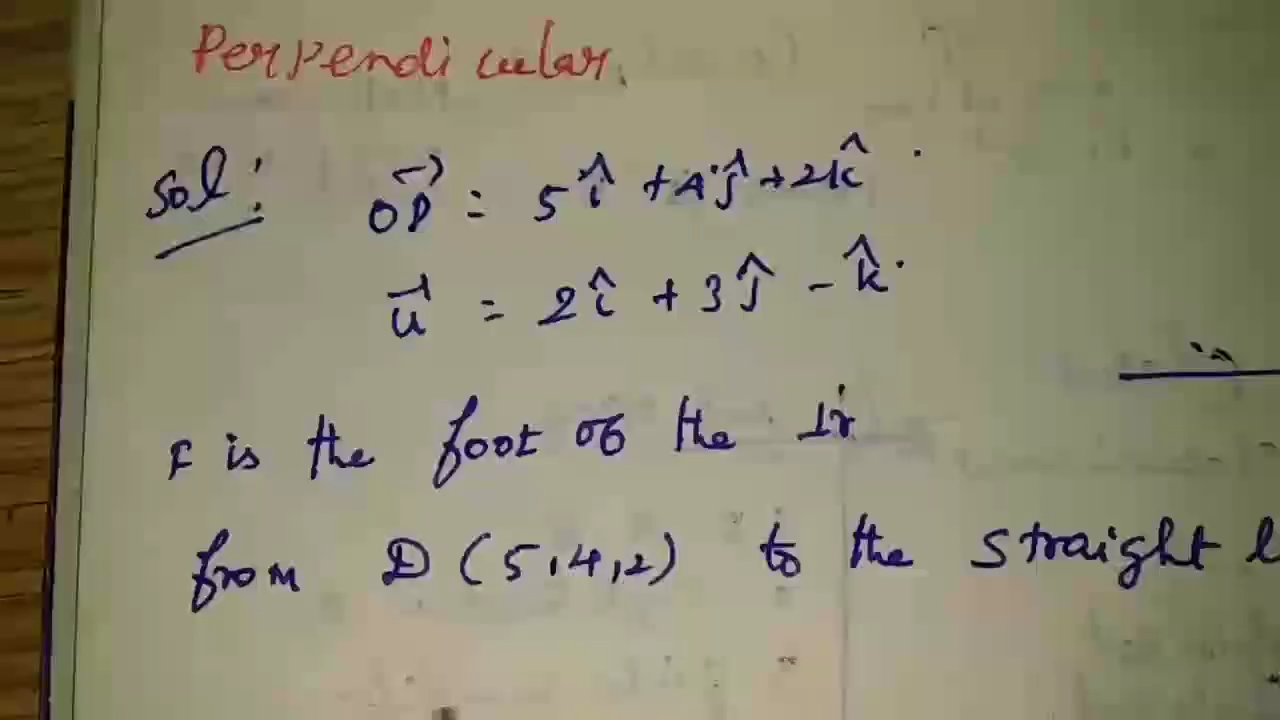 Perpendicular.
Sol: OD⃗ = 5î + 4ĵ + 2k̂.
u⃗ = 2î + 3ĵ - k̂.
F is the foot of the ⊥r
from D (5,4,2) to the straight l